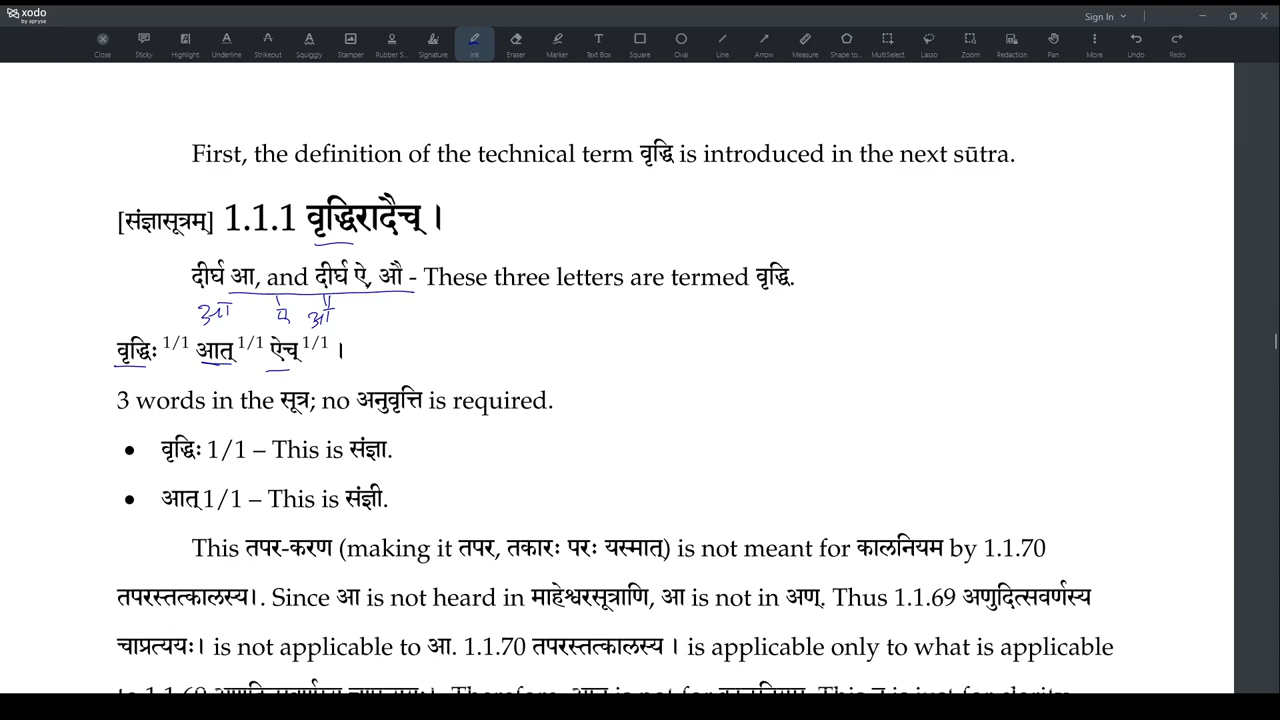 xodo
by apryse
Sign In
Close Sticky Highlight Underline Strikeout Squiggly Stamper Rubber S... Signature Ink Eraser Marker Text Box Square Oval Line Arrow Measure Shape to... MultiSelect Lasso Zoom Redaction Pan More Undo Redo
First, the definition of the technical term वृद्धि is introduced in the next sūtra.
[संज्ञासूत्रम्] 1.1.1 वृद्धिरादैच् ।
दीर्घ आ, and दीर्घ ऐ, औ - These three letters are termed वृद्धि.
आ ऐ औ
वृद्धिः 1/1 आत् 1/1 ऐच् 1/1 ।
3 words in the सूत्र; no अनुवृत्ति is required.
• वृद्धिः 1/1 – This is संज्ञा.
• आत् 1/1 – This is संज्ञी.
This तपर-करण (making it तपर, तकारः परः यस्मात्) is not meant for कालनियम by 1.1.70
तपरस्तत्कालस्य।. Since आ is not heard in माहेश्वरसूत्राणि, आ is not in अण्. Thus 1.1.69 अणुदित्सवर्णस्य
चाप्रत्ययः। is not applicable to आ. 1.1.70 तपरस्तत्कालस्य । is applicable only to what is applicable